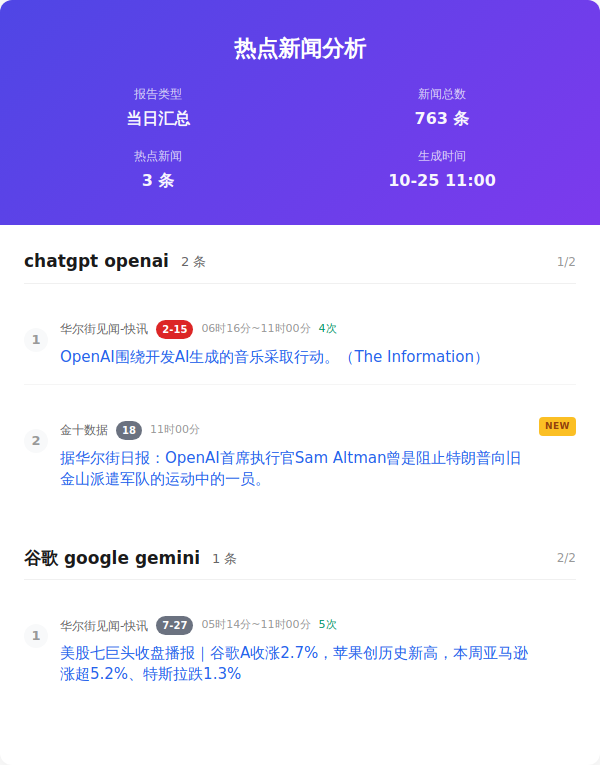 热点新闻分析
报告类型
新闻总数
当日汇总
763 条
热点新闻
生成时间
3 条
10-25 11:00
chatgpt openai 2 条 1/2
1 华尔街见闻-快讯 2-15 06时16分~11时00分 4次
OpenAI围绕开发AI生成的音乐采取行动。（The Information）
2 金十数据 18 11时00分 NEW
据华尔街日报：OpenAI首席执行官Sam Altman曾是阻止特朗普向旧
金山派遣军队的运动中的一员。
谷歌 google gemini 1 条 2/2
1 华尔街见闻-快讯 7-27 05时14分~11时00分 5次
美股七巨头收盘播报｜谷歌A收涨2.7%，苹果创历史新高，本周亚马逊
涨超5.2%、特斯拉跌1.3%